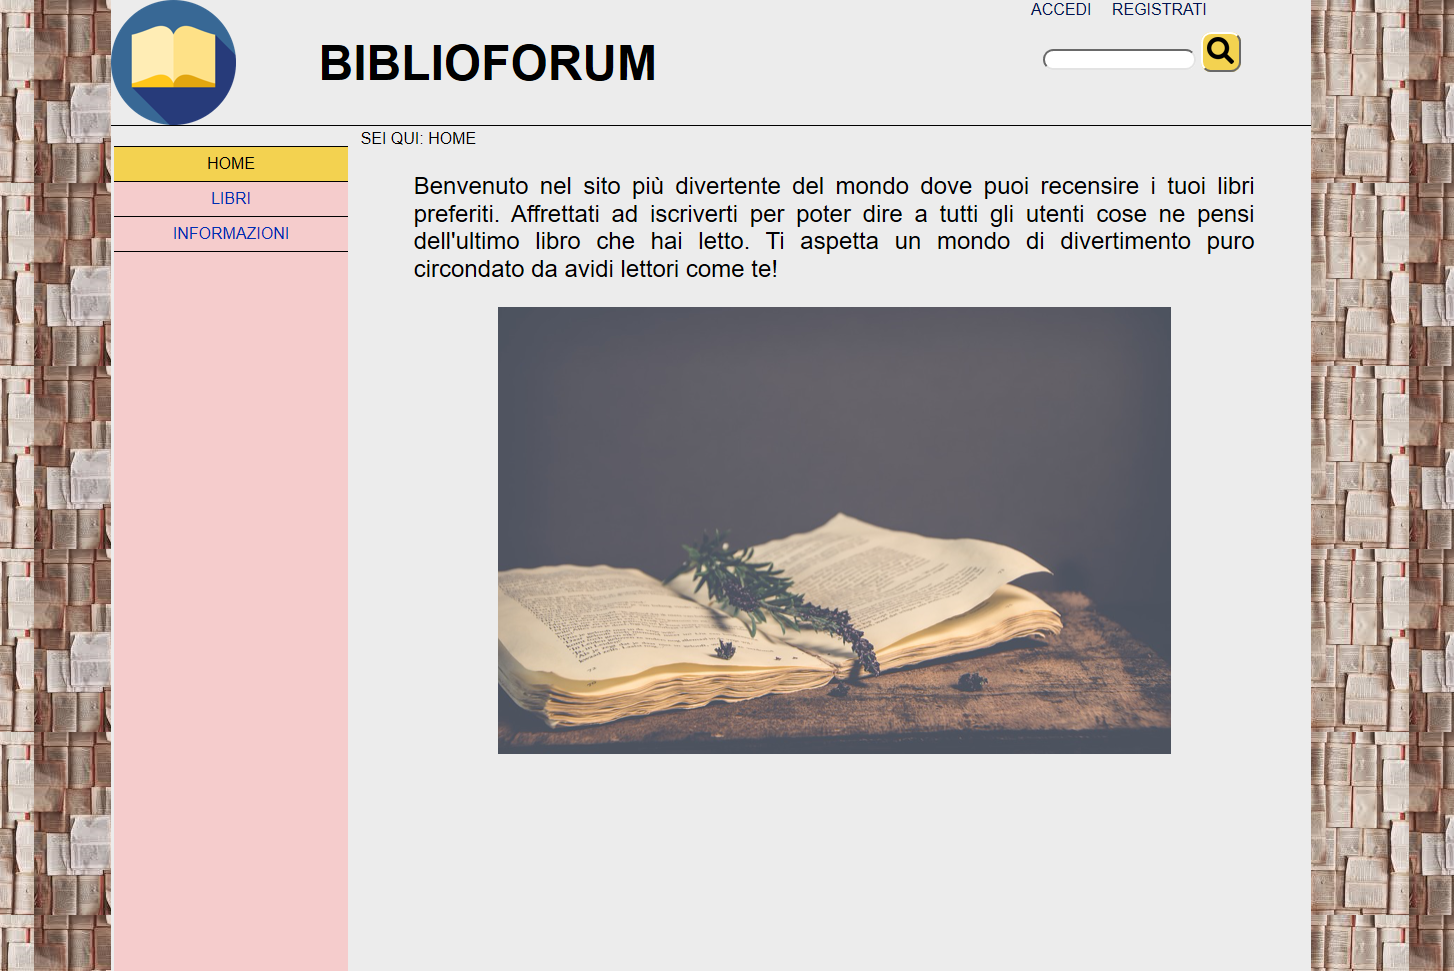 ACCEDI REGISTRATI
BIBLIOFORUM
SEI QUI: HOME
HOME
LIBRI
INFORMAZIONI
Benvenuto nel sito più divertente del mondo dove puoi recensire i tuoi libri
preferiti. Affrettati ad iscriverti per poter dire a tutti gli utenti cose ne pensi
dell'ultimo libro che hai letto. Ti aspetta un mondo di divertimento puro
circondato da avidi lettori come te!